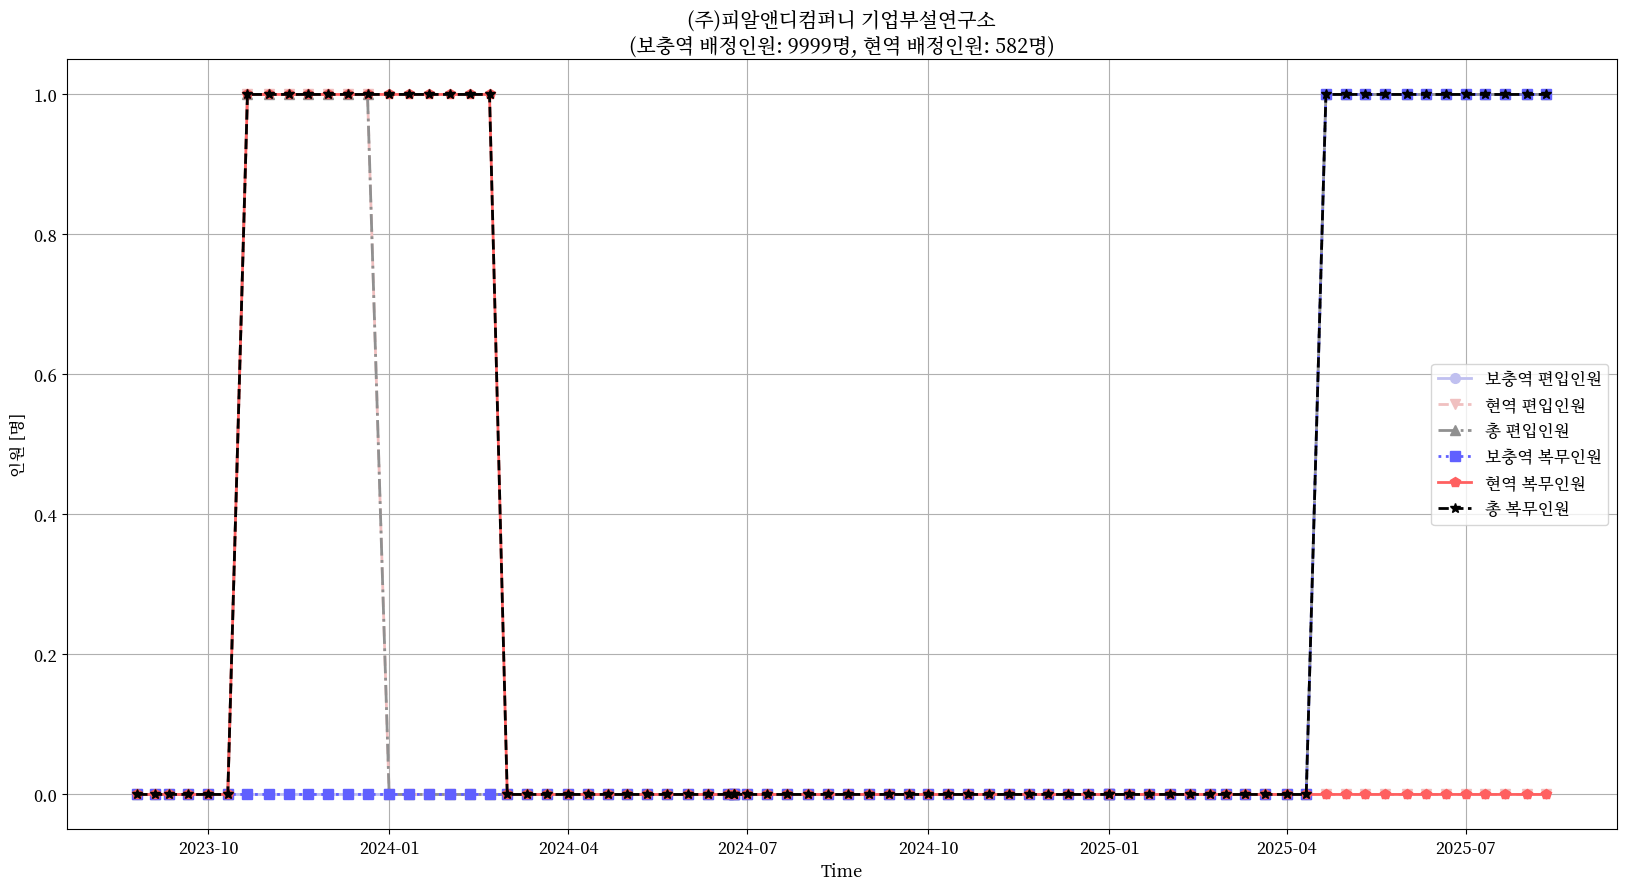 (주)피알앤디컴퍼니 기업부설연구소
(보충역 배정인원: 9999명, 현역 배정인원: 582명)
인원 [명]
1.0
0.8
0.6
0.4
0.2
0.0
보충역 편입인원
현역 편입인원
총 편입인원
보충역 복무인원
현역 복무인원
총 복무인원
2023-10
2024-01
2024-04
2024-07
2024-10
2025-01
2025-04
2025-07
Time